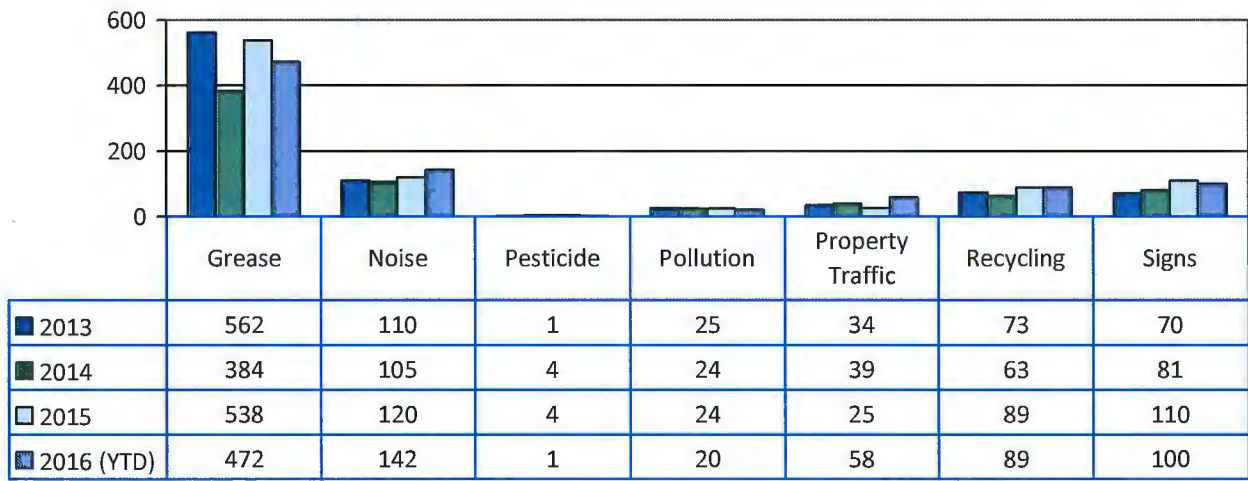 600
400
200
0
Grease Noise Pesticide Pollution Property Traffic Recycling Signs
2013 562 110 1 25 34 73 70
2014 384 105 4 24 39 63 81
2015 538 120 4 24 25 89 110
2016 (YTD) 472 142 1 20 58 89 100